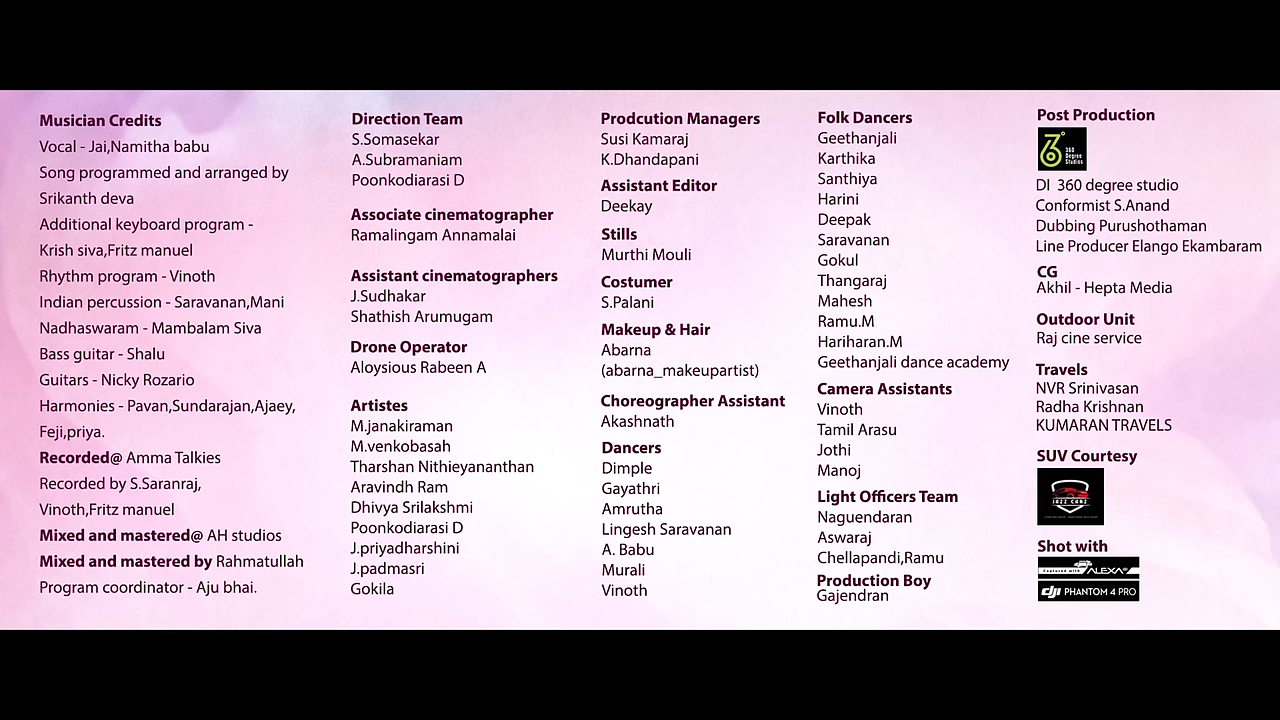 Musician Credits
Vocal - Jai,Namitha babu
Song programmed and arranged by
Srikanth deva
Additional keyboard program -
Krish siva,Fritz manuel
Rhythm program - Vinoth
Indian percussion - Saravanan,Mani
Nadhaswaram - Mambalam Siva
Bass guitar - Shalu
Guitars - Nicky Rozario
Harmonies - Pavan,Sundarajan,Ajaey,
Feji,priya.
Recorded@ Amma Talkies
Recorded by S.Saranraj,
Vinoth,Fritz manuel
Mixed and mastered@ AH studios
Mixed and mastered by Rahmatullah
Program coordinator - Aju bhai.
Direction Team
S.Somasekar
A.Subramaniam
Poonkodiarasi D
Associate cinematographer
Ramalingam Annamalai
Assistant cinematographers
J.Sudhakar
Shathish Arumugam
Drone Operator
Aloysious Rabeen A
Artistes
M.janakiraman
M.venkobasah
Tharshan Nithieyananthan
Aravindh Ram
Dhivya Srilakshmi
Poonkodiarasi D
J.priyadharshini
J.padmasri
Gokila
Prodcution Managers
Susi Kamaraj
K.Dhandapani
Assistant Editor
Deekay
Stills
Murthi Mouli
Costumer
S.Palani
Makeup & Hair
Abarna
(abarna_makeupartist)
Choreographer Assistant
Akashnath
Dancers
Dimple
Gayathri
Amrutha
Lingesh Saravanan
A. Babu
Murali
Vinoth
Folk Dancers
Geethanjali
Karthika
Santhiya
Harini
Deepak
Saravanan
Gokul
Thangaraj
Mahesh
Ramu.M
Hariharan.M
Geethanjali dance academy
Camera Assistants
Vinoth
Tamil Arasu
Jothi
Manoj
Light Officers Team
Naguendaran
Aswaraj
Chellapandi,Ramu
Production Boy
Gajendran
Post Production
360
Degree
Studios
DI  360 degree studio
Conformist S.Anand
Dubbing Purushothaman
Line Producer Elango Ekambaram
CG
Akhil - Hepta Media
Outdoor Unit
Raj cine service
Travels
NVR Srinivasan
Radha Krishnan
KUMARAN TRAVELS
SUV Courtesy
JAZZ CARZ
Shot with
Captured with ALEXA
dji PHANTOM 4 PRO